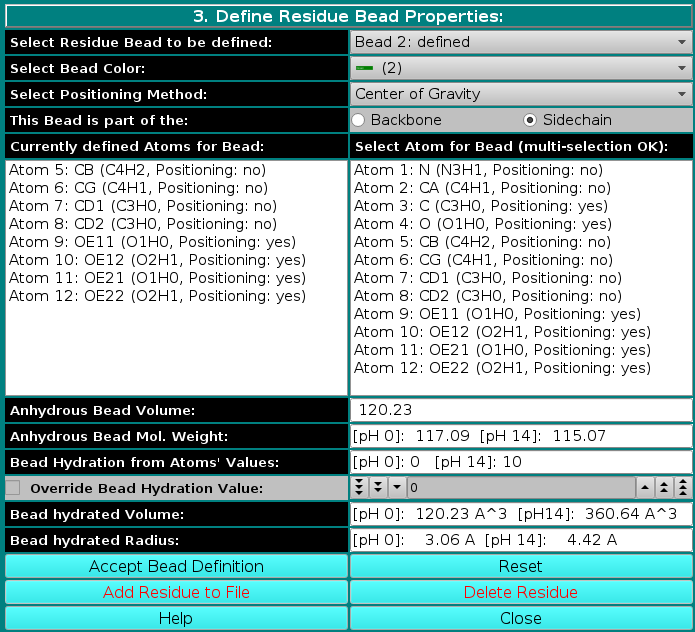 3. Define Residue Bead Properties:
Select Residue Bead to be defined: Bead 2: defined
Select Bead Color: (2)
Select Positioning Method: Center of Gravity
This Bead is part of the: Backbone Sidechain
Currently defined Atoms for Bead: Select Atom for Bead (multi-selection OK):
Atom 5: CB (C4H2, Positioning: no)
Atom 6: CG (C4H1, Positioning: no)
Atom 7: CD1 (C3H0, Positioning: no)
Atom 8: CD2 (C3H0, Positioning: no)
Atom 9: OE11 (O1H0, Positioning: yes)
Atom 10: OE12 (O2H1, Positioning: yes)
Atom 11: OE21 (O1H0, Positioning: yes)
Atom 12: OE22 (O2H1, Positioning: yes)
Atom 1: N (N3H1, Positioning: no)
Atom 2: CA (C4H1, Positioning: no)
Atom 3: C (C3H0, Positioning: yes)
Atom 4: O (O1H0, Positioning: yes)
Atom 5: CB (C4H2, Positioning: no)
Atom 6: CG (C4H1, Positioning: no)
Atom 7: CD1 (C3H0, Positioning: no)
Atom 8: CD2 (C3H0, Positioning: no)
Atom 9: OE11 (O1H0, Positioning: yes)
Atom 10: OE12 (O2H1, Positioning: yes)
Atom 11: OE21 (O1H0, Positioning: yes)
Atom 12: OE22 (O2H1, Positioning: yes)
Anhydrous Bead Volume: 120.23
Anhydrous Bead Mol. Weight: [pH 0]: 117.09 [pH 14]: 115.07
Bead Hydration from Atoms' Values: [pH 0]: 0 [pH 14]: 10
Override Bead Hydration Value: 0
Bead hydrated Volume: [pH 0]: 120.23 A^3 [pH14]: 360.64 A^3
Bead hydrated Radius: [pH 0]: 3.06 A [pH 14]: 4.42 A
Accept Bead Definition Reset
Add Residue to File Delete Residue
Help Close